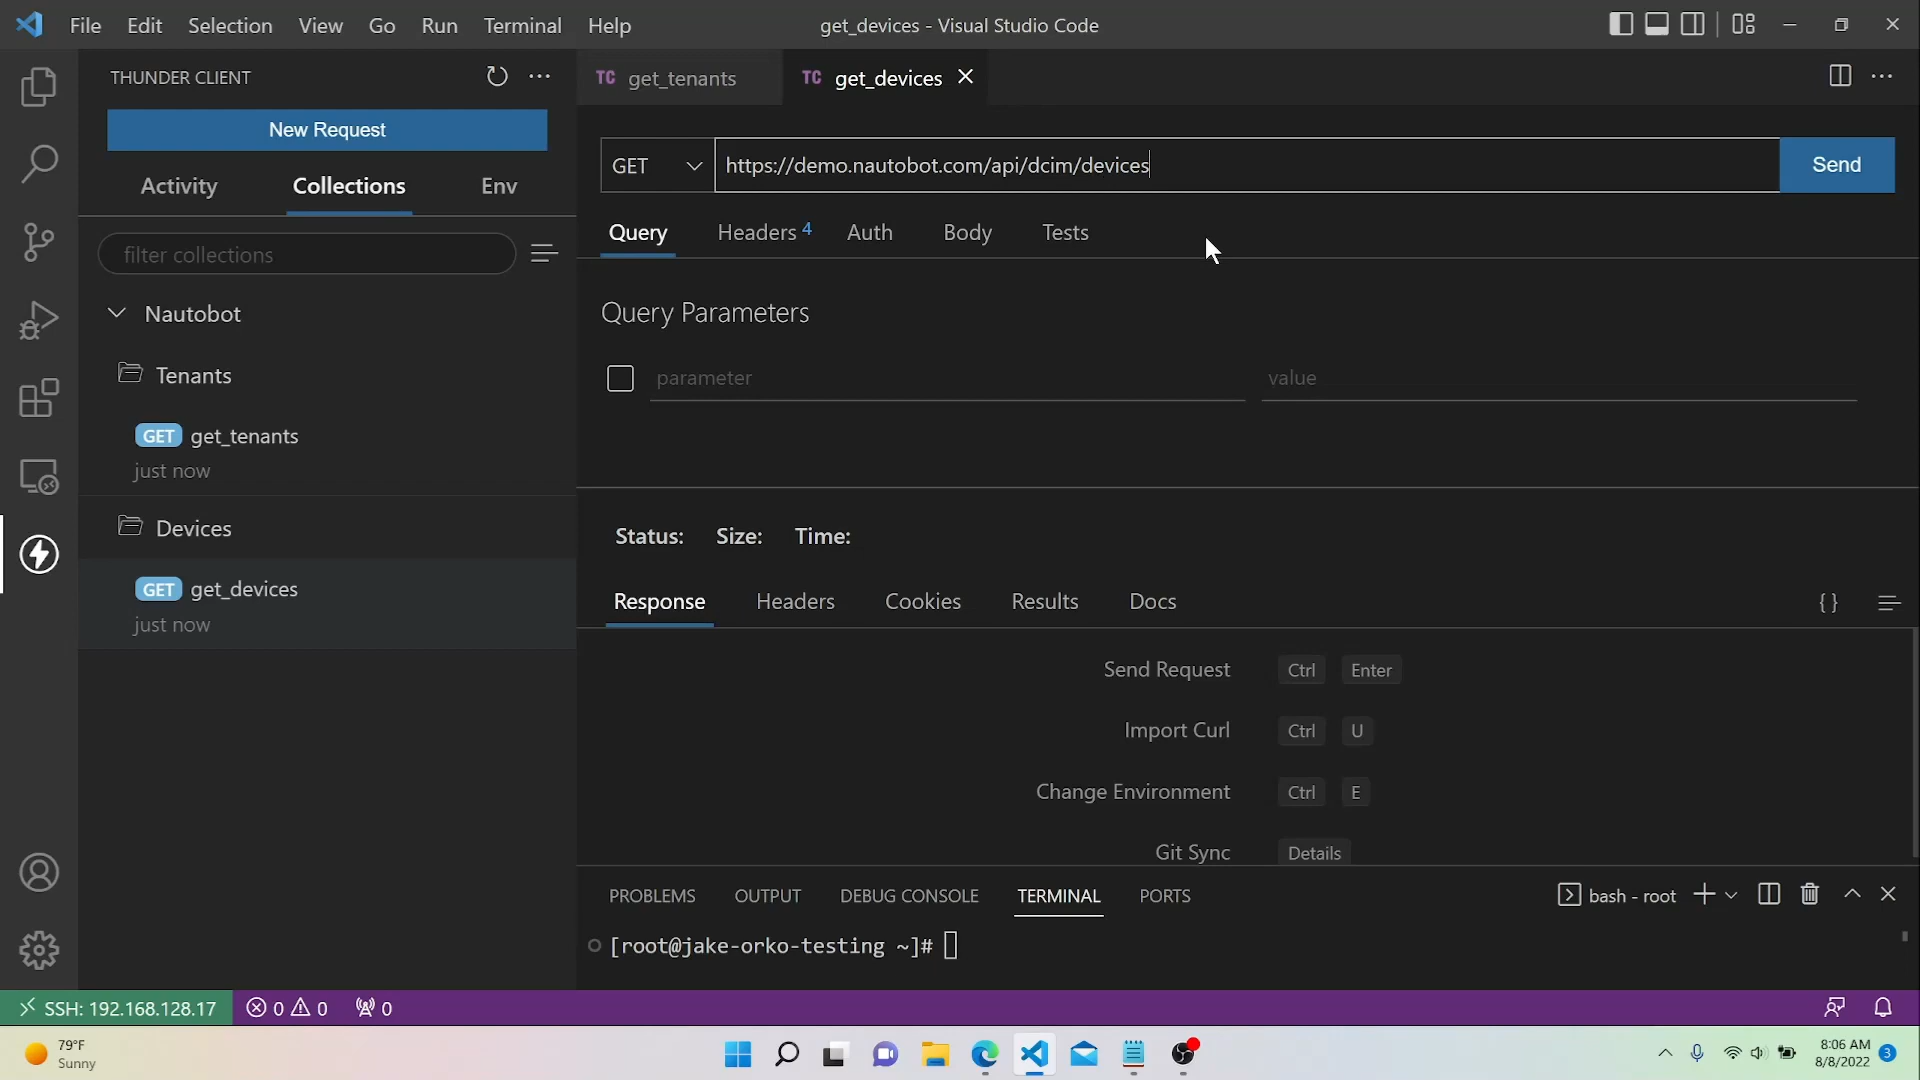 File Edit Selection View Go Run Terminal Help
get_devices - Visual Studio Code
THUNDER CLIENT
New Request
Activity Collections Env
filter collections
Nautobot
Tenants
GET get_tenants
just now
Devices
GET get_devices
just now
TC get_tenants
TC get_devices
GET https://demo.nautobot.com/api/dcim/devices Send
Query Headers 4 Auth Body Tests
Query Parameters
parameter value
Status: Size: Time:
Response Headers Cookies Results Docs
{ }
Send Request Ctrl Enter
Import Curl Ctrl U
Change Environment Ctrl E
Git Sync Details
PROBLEMS OUTPUT DEBUG CONSOLE TERMINAL PORTS
bash - root
[root@jake-orko-testing ~]#
SSH: 192.168.128.17 0 0 0
79°F
Sunny
8:06 AM
8/8/2022
3